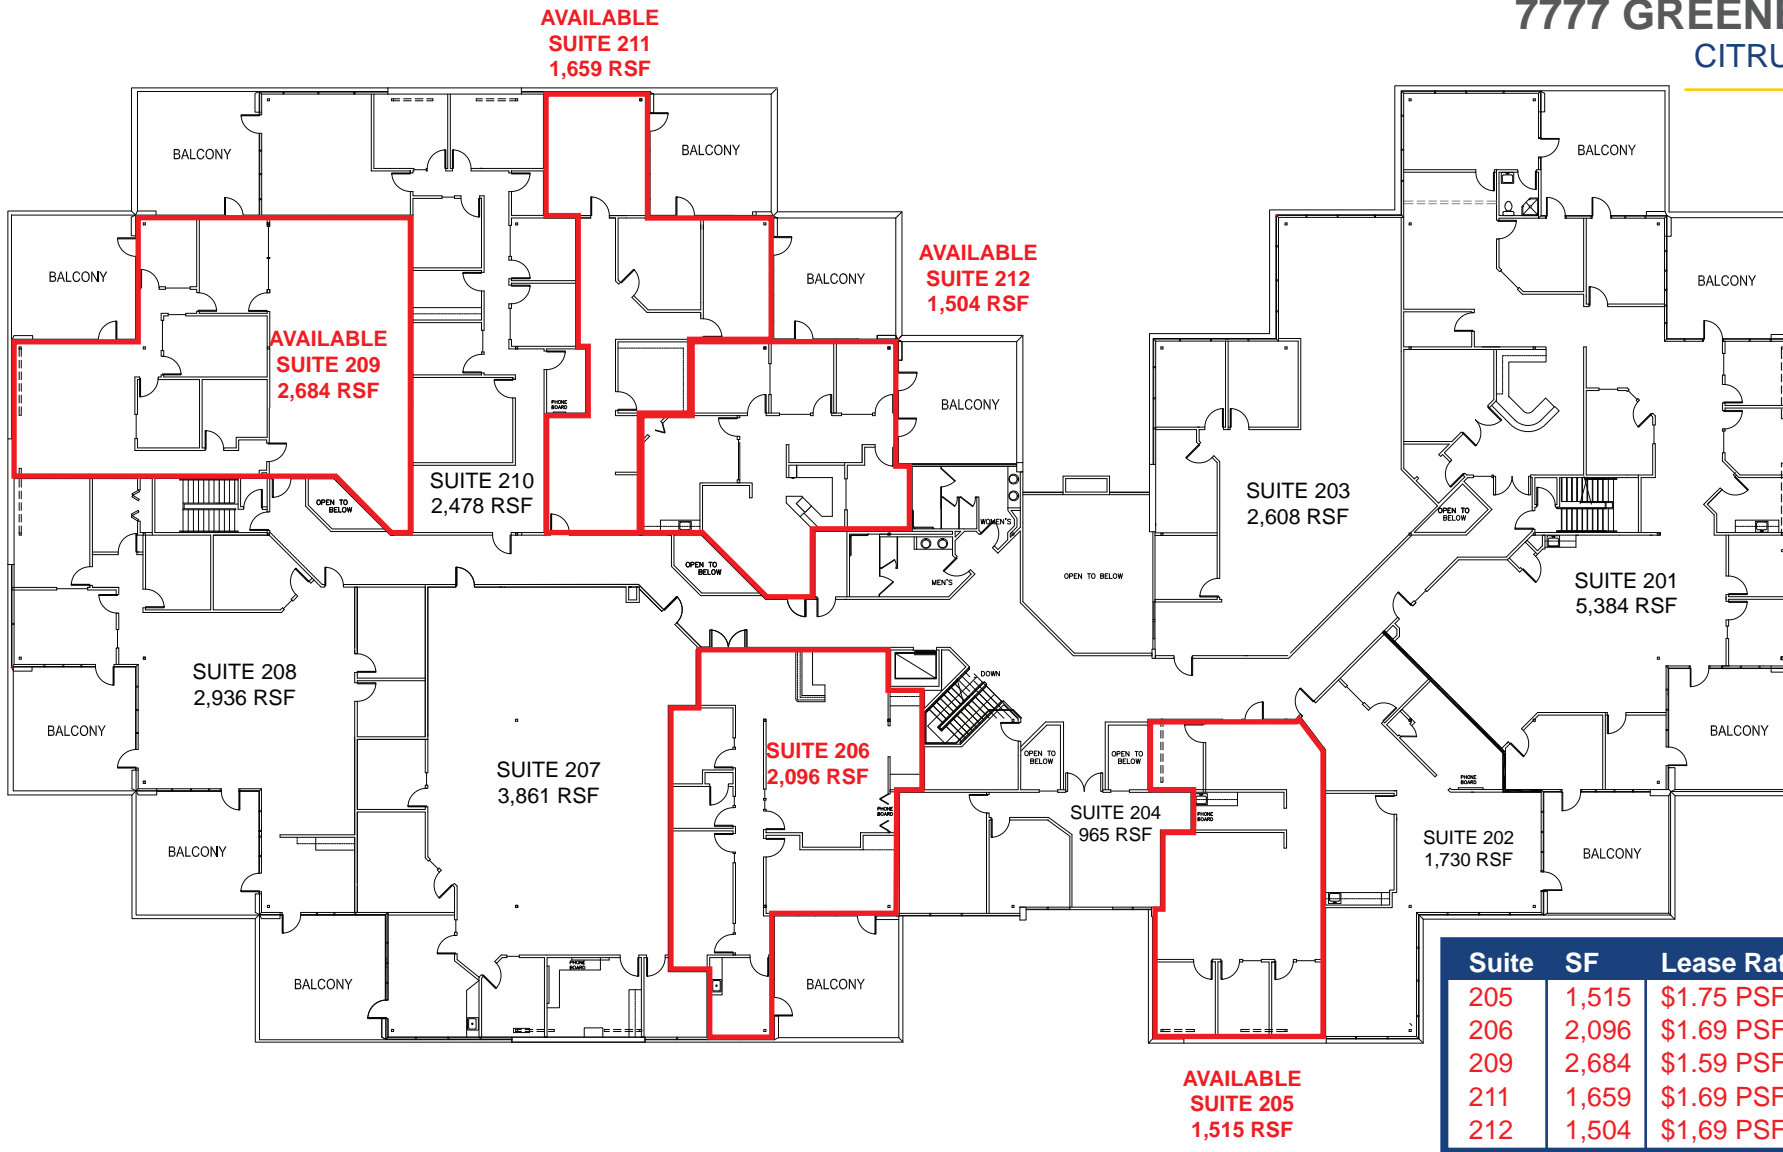 7777 GREEN
CITRU
AVAILABLE
SUITE 211
1,659 RSF
BALCONY
BALCONY
BALCONY
BALCONY
BALCONY
BALCONY
AVAILABLE
SUITE 212
1,504 RSF
AVAILABLE
SUITE 209
2,684 RSF
PHONE
BOARD
BALCONY
SUITE 210
2,478 RSF
OPEN TO
BELOW
SUITE 203
2,608 RSF
OPEN TO
BELOW
WOMEN'S
OPEN TO
BELOW
MEN'S
OPEN TO BELOW
SUITE 201
5,384 RSF
SUITE 208
2,936 RSF
DOWN
BALCONY
BALCONY
SUITE 207
3,861 RSF
SUITE 206
2,096 RSF
OPEN TO
BELOW
OPEN TO
BELOW
PHONE
BOARD
PHONE
BOARD
PHONE
BOARD
SUITE 204
965 RSF
SUITE 202
1,730 RSF
BALCONY
BALCONY
PHONE
BOARD
BALCONY
BALCONY
Suite SF Lease Rat
205 1,515 $1.75 PSF
206 2,096 $1.69 PSF
209 2,684 $1.59 PSF
211 1,659 $1.69 PSF
212 1,504 $1,69 PSF
AVAILABLE
SUITE 205
1,515 RSF